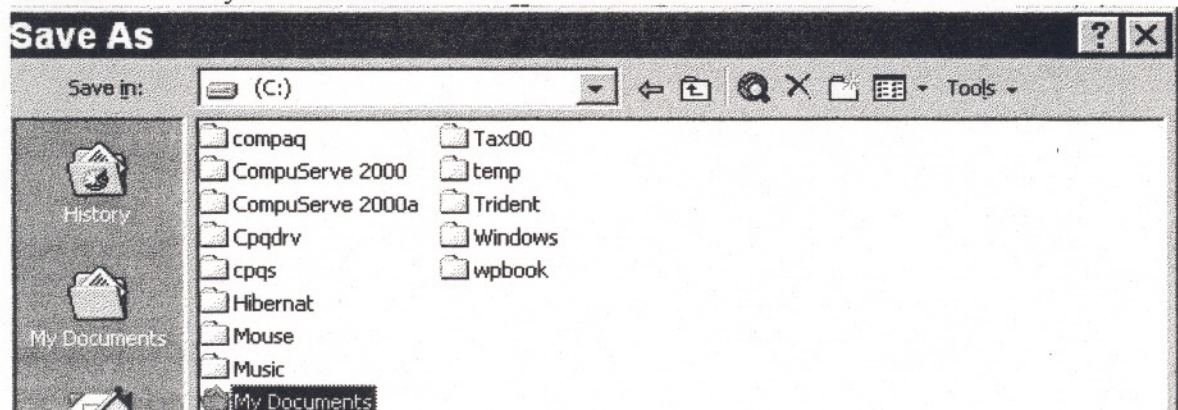 Save As
Save in: (C:) Tools
compaq
CompuServe 2000
CompuServe 2000a
Cpqdrv
cpqs
Hibernat
Mouse
Music
My Documents
Tax00
temp
Trident
Windows
wpbook
History
My Documents